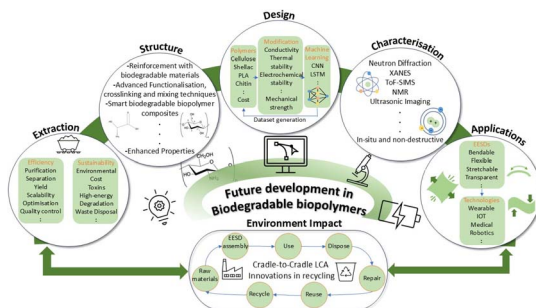 Design
Structure
Characterisation
Extraction
Applications
Polymers
Cellulose
Shellac
PLA
Chitin
:
Cost
Modification
Conductivity
Thermal
stability
Electrochemical
stability
:
Mechanical
strength
Machine
Learning
CNN
LSTM
:
Dataset generation
•Reinforcement with
biodegradable materials
•Advanced Functionalisation,
crosslinking and mixing techniques
•Smart biodegradable biopolymer
composites
:
•Enhanced Properties
Neutron Diffraction
XANES
ToF-SIMS
NMR
Ultrasonic Imaging
:
In-situ and non-destructive
Efficiency
Purification
Separation
Yield
Scalability
Optimisation
Quality control
:
Sustainability
Environmental
Cost
Toxins
High-energy
Degradation
Waste Disposal
:
EESDs
Bendable
Flexible
Stretchable
Transparent
Technologies
Wearable
IOT
Medical
Robotics
:
Future development in
Biodegradable biopolymers
Environment Impact
EESD
assembly
Use
Dispose
Raw
materials
Cradle-to-Cradle LCA
Innovations in recycling
Repair
Recycle
Reuse